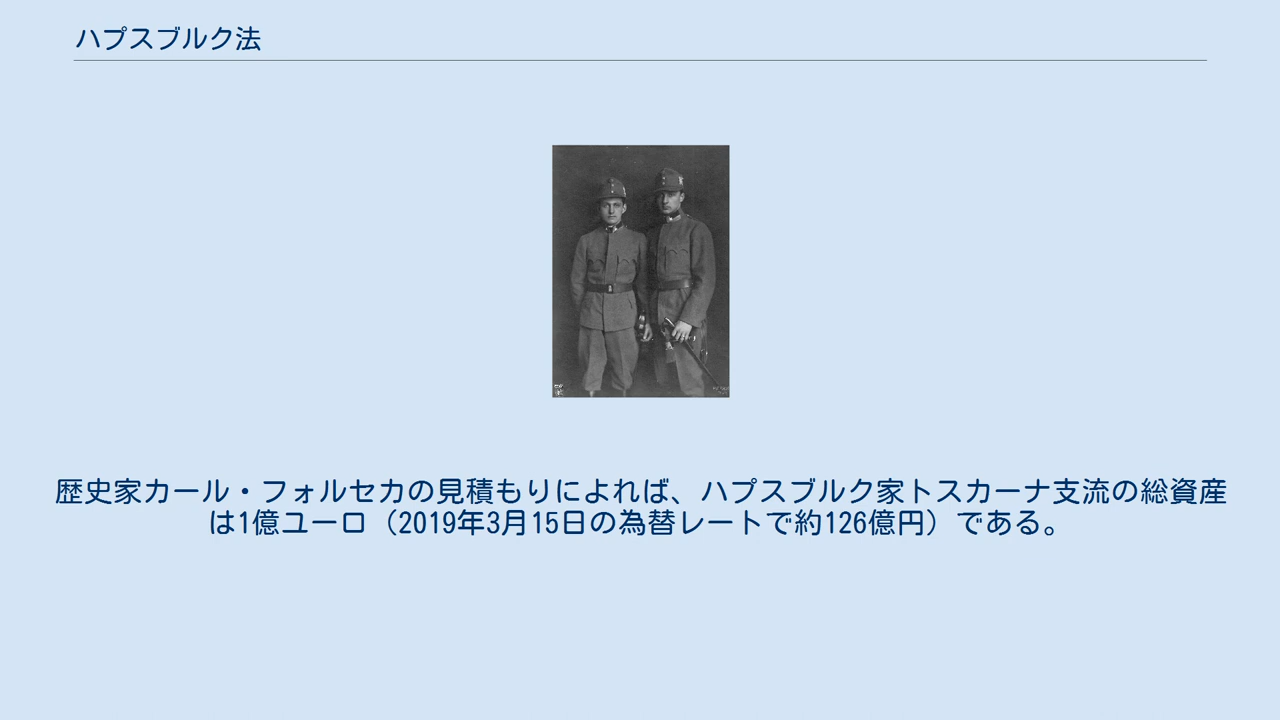 ハプスブルク法
歴史家カール・フォルセカの見積もりによれば、ハプスブルク家トスカーナ支流の総資産
は1億ユーロ（2019年3月15日の為替レートで約126億円）である。